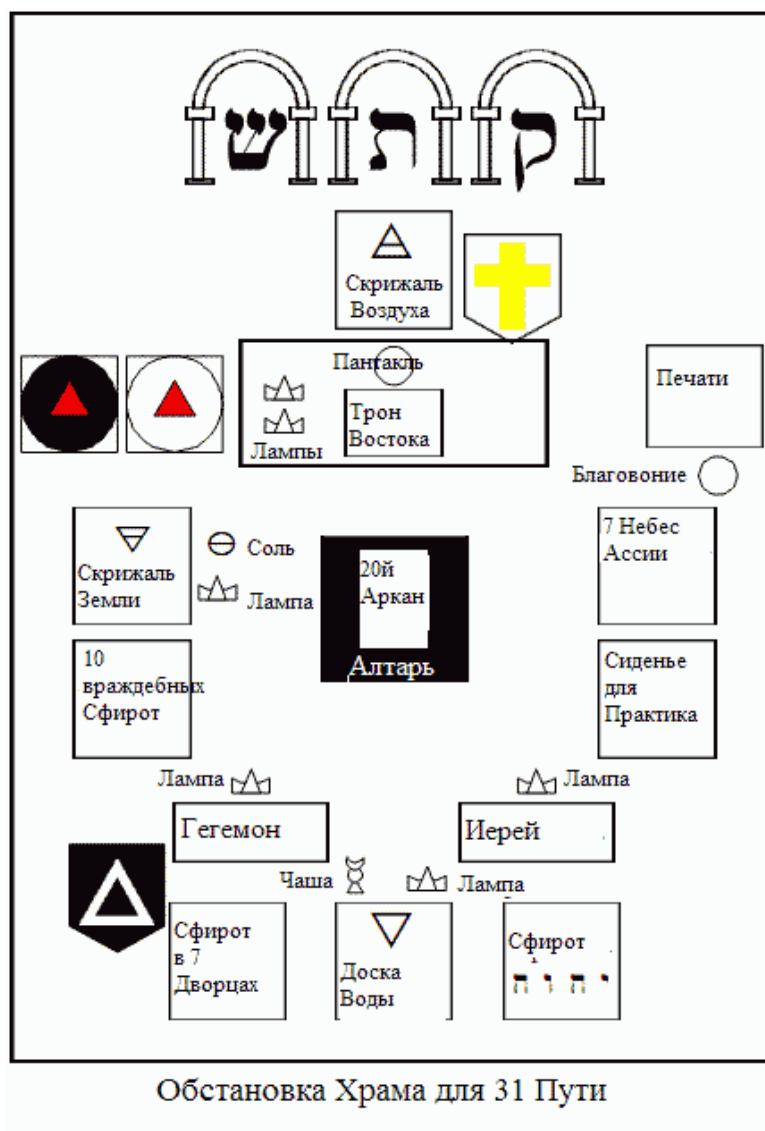 ש ת ק
Скрижаль
Воздуха
Пантакль
Лампы
Трон
Востока
Печати
Благовоние
Скрижаль
Земли
Соль
Лампа
20й
Аркан
Алтарь
7 Небес
Ассии
10
враждебных
Сфирот
Сиденье
для
Практика
Лампа
Лампа
Гегемон
Иерей
Чаша
Лампа
Сфирот
в 7
Дворцах
Доска
Воды
Сфирот
יהוה
Обстановка Храма для 31 Пути